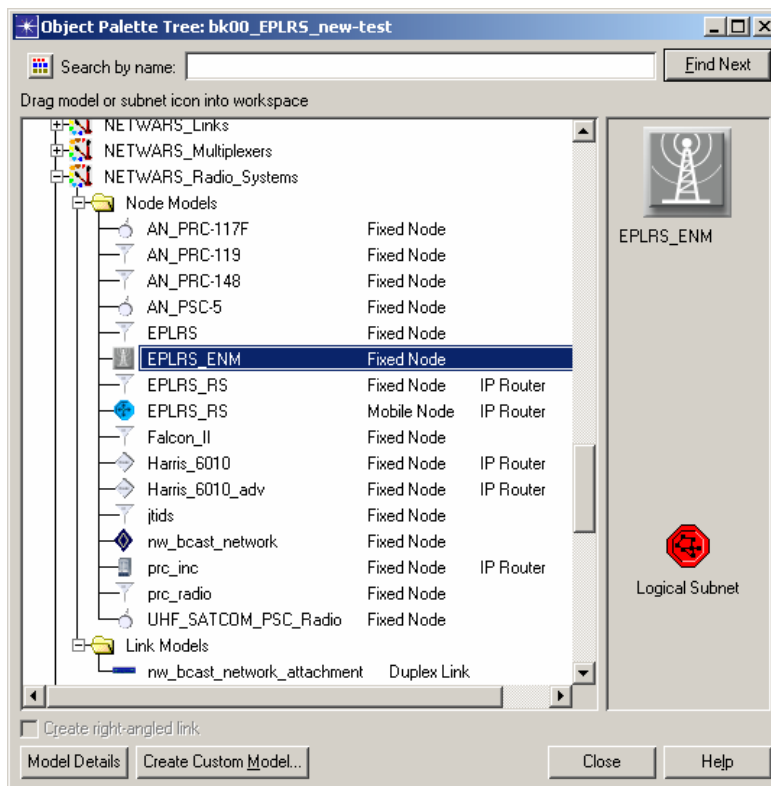 Object Palette Tree: bk00_EPLRS_new-test
Search by name:
Find Next
Drag model or subnet icon into workspace
NETWARS_Links
NETWARS_Multiplexers
NETWARS_Radio_Systems
Node Models
AN_PRC-117F Fixed Node
AN_PRC-119 Fixed Node
AN_PRC-148 Fixed Node
AN_PSC-5 Fixed Node
EPLRS Fixed Node
EPLRS_ENM Fixed Node
EPLRS_RS Fixed Node IP Router
EPLRS_RS Mobile Node IP Router
Falcon_II Fixed Node
Harris_6010 Fixed Node IP Router
Harris_6010_adv Fixed Node IP Router
jtids Fixed Node
nw_bcast_network Fixed Node
prc_inc Fixed Node IP Router
prc_radio Fixed Node
UHF_SATCOM_PSC_Radio Fixed Node
Link Models
nw_bcast_network_attachment Duplex Link
EPLRS_ENM
Logical Subnet
Create right-angled link
Model Details
Create Custom Model...
Close
Help